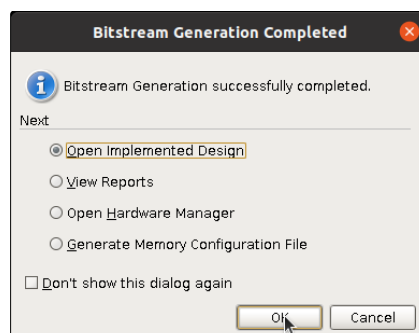 Bitstream Generation Completed
Bitstream Generation successfully completed.
Next
Open Implemented Design
View Reports
Open Hardware Manager
Generate Memory Configuration File
Don't show this dialog again
OK Cancel